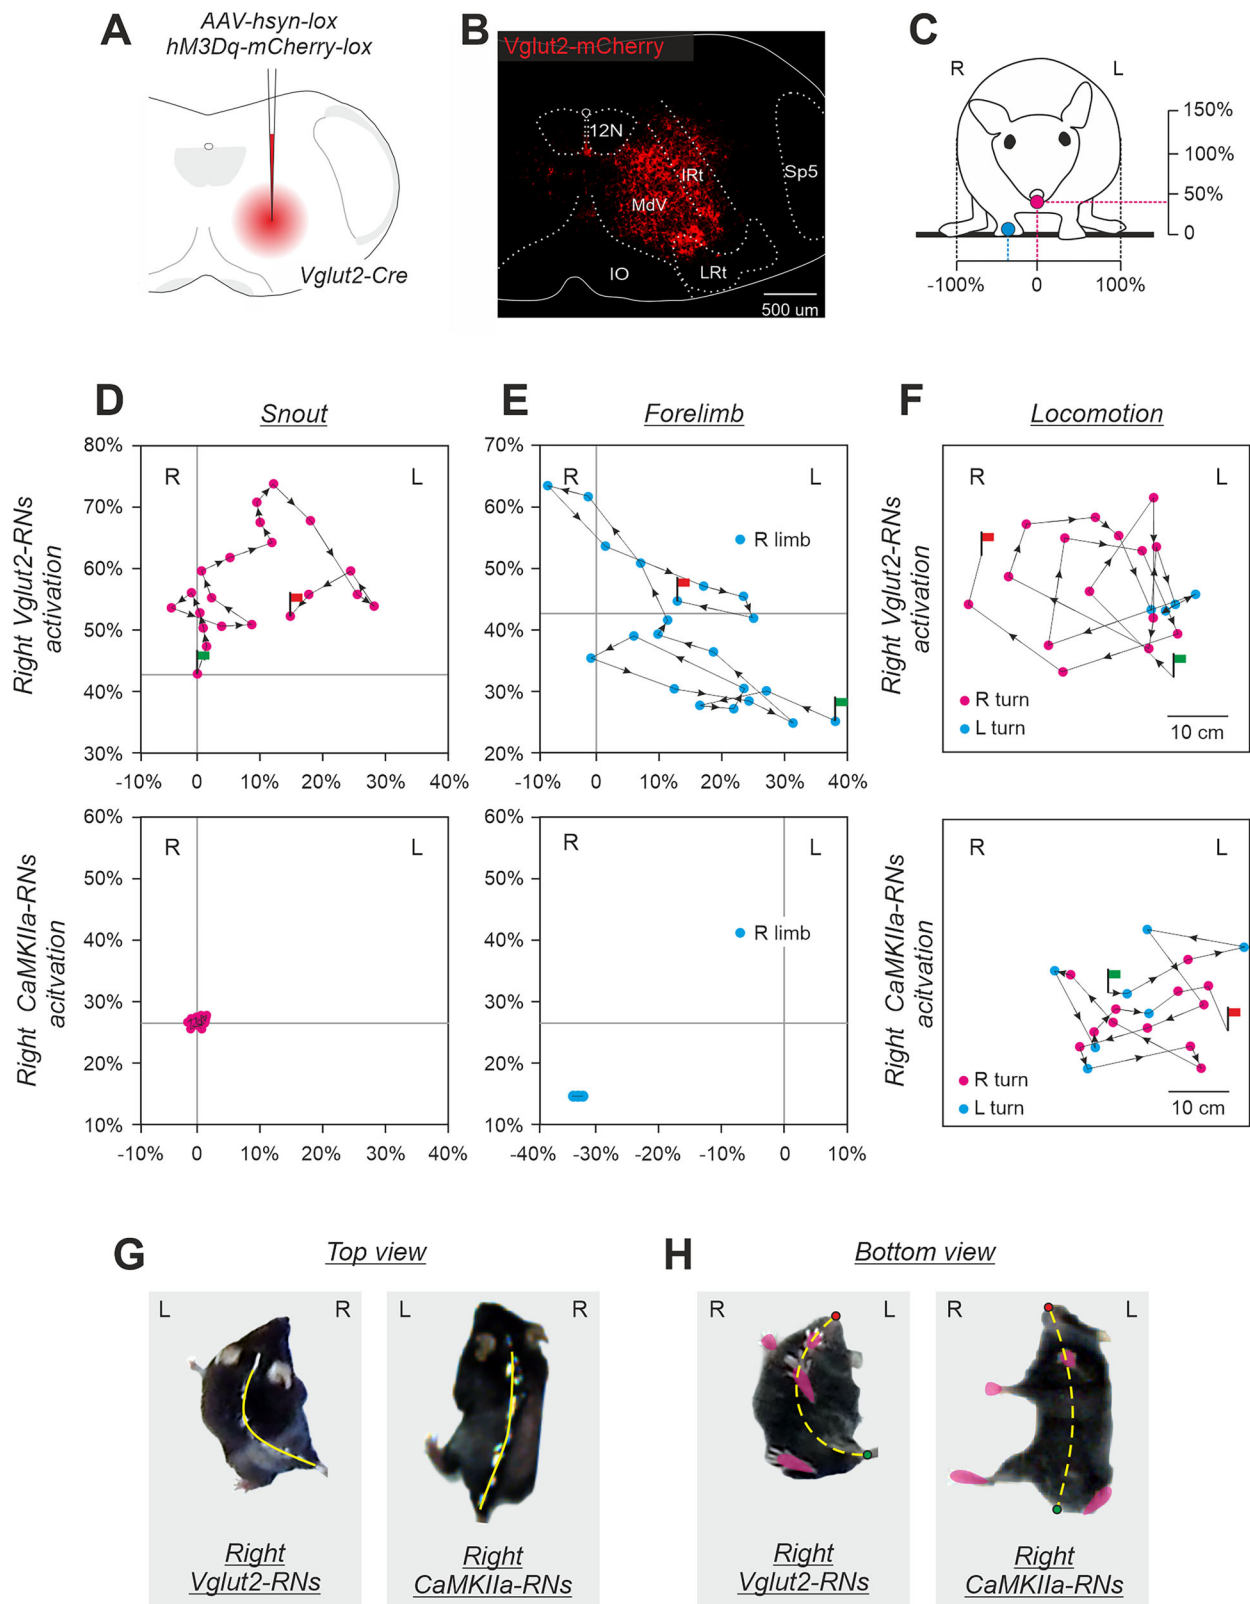 A
AAV-hsyn-lox
hM3Dq-mCherry-lox
Vglut2-Cre
B
Vglut2-mCherry
12N
IRt
Sp5
MdV
IO
LRt
500 um
C
R
L
150%
100%
50%
0
-100%
0
100%
D
Snout
Right Vglut2-RNs
activation
80%
70%
60%
50%
40%
30%
R
L
-10%
0
10%
20%
30%
40%
E
Forelimb
70%
60%
50%
40%
30%
20%
R
L
R limb
-10%
0
10%
20%
30%
40%
F
Locomotion
Right Vglut2-RNs
activation
R
L
R turn
L turn
10 cm
Right CaMKIIa-RNs
acitvation
60%
50%
40%
30%
20%
10%
R
L
-10%
0
10%
20%
30%
40%
60%
50%
40%
30%
20%
10%
R
L
R limb
-40%
-30%
-20%
-10%
0
10%
Right CaMKIIa-RNs
acitvation
R
L
R turn
L turn
10 cm
G
Top view
L
R
Right
Vglut2-RNs
L
R
Right
CaMKIIa-RNs
H
Bottom view
R
L
Right
Vglut2-RNs
R
L
Right
CaMKIIa-RNs